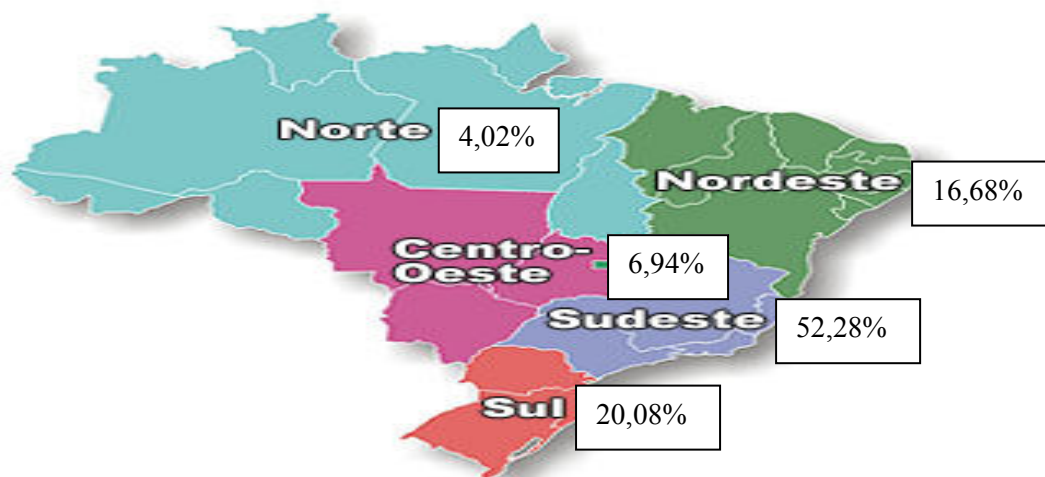 Norte
4,02%
Nordeste
16,68%
Centro-
Oeste
6,94%
Sudeste
52,28%
Sul
20,08%